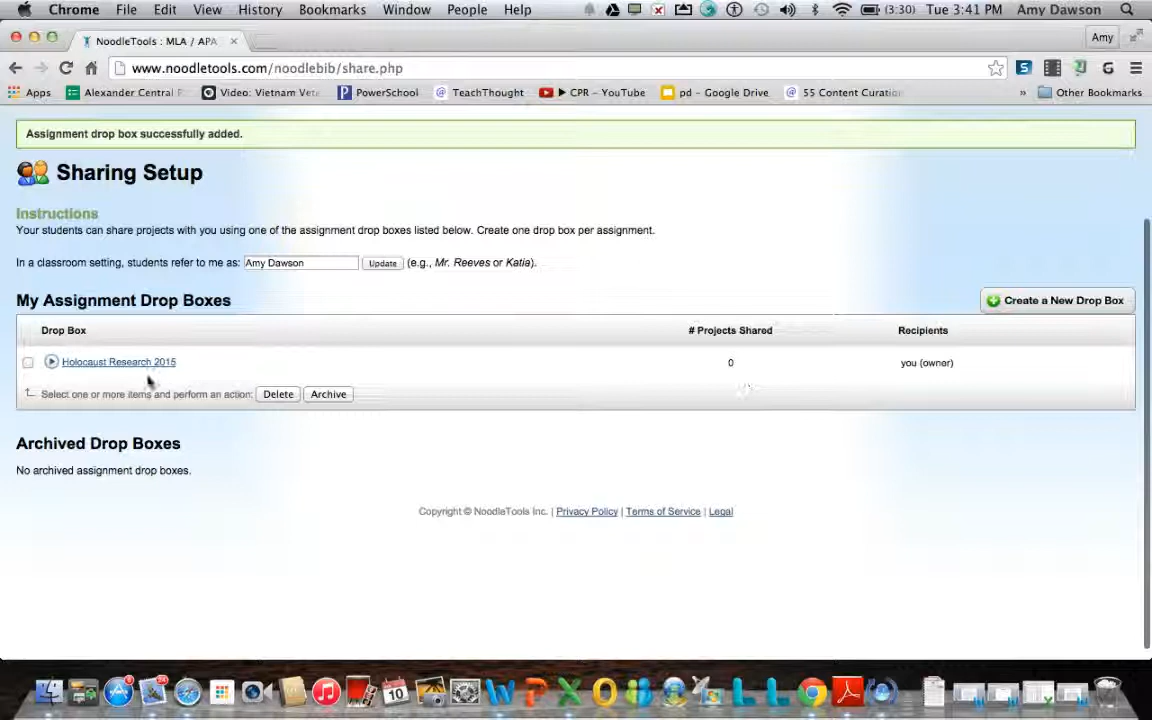 Chrome File Edit View History Bookmarks Window People Help (3:30) Tue 3:41 PM Amy Dawson
NoodleTools : MLA / APA Amy
www.noodletools.com/noodlebib/share.php
Apps Alexander Central Video: Vietnam Vet PowerSchool TeachThought CPR – YouTube pd – Google Drive 55 Content Curatio » Other Bookmarks
Assignment drop box successfully added.
Sharing Setup
Instructions
Your students can share projects with you using one of the assignment drop boxes listed below. Create one drop box per assignment.
In a classroom setting, students refer to me as: Amy Dawson Update (e.g., Mr. Reeves or Katia).
My Assignment Drop Boxes Create a New Drop Box
Drop Box # Projects Shared Recipients
Holocaust Research 2015 0 you (owner)
Select one or more items and perform an action: Delete Archive
Archived Drop Boxes
No archived assignment drop boxes.
Copyright © NoodleTools Inc. | Privacy Policy | Terms of Service | Legal